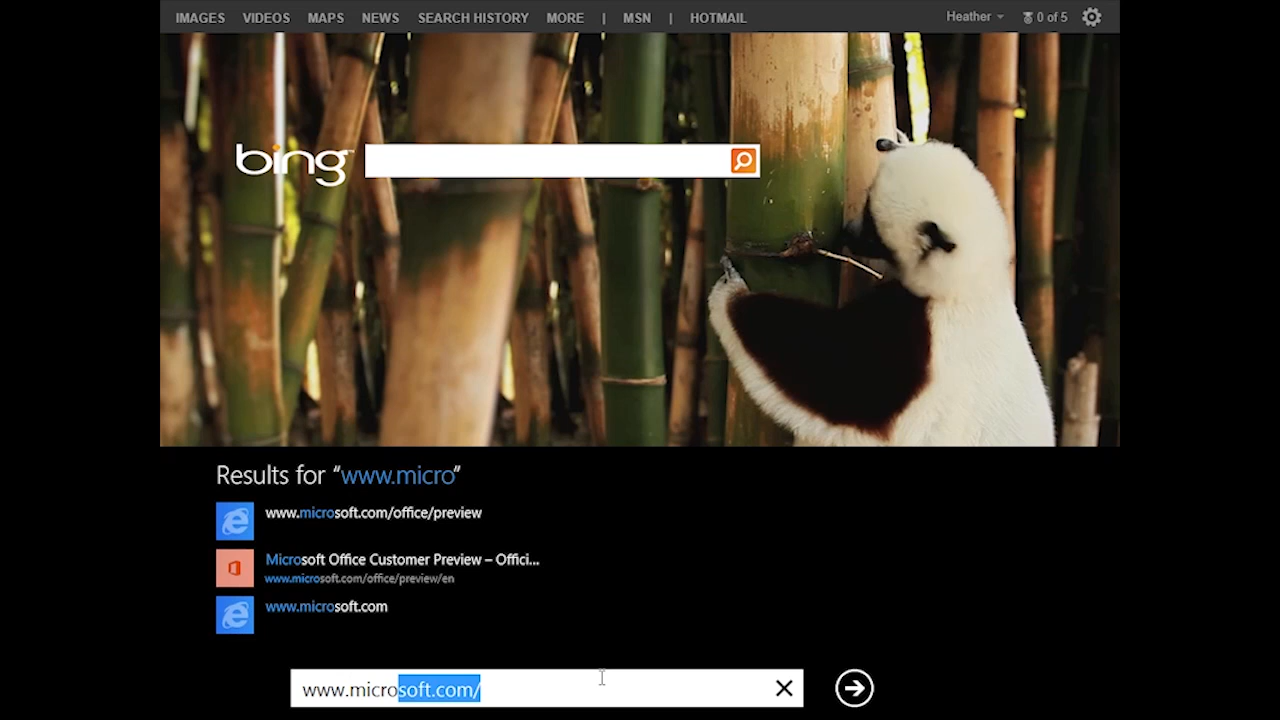 IMAGES VIDEOS MAPS NEWS SEARCH HISTORY MORE | MSN | HOTMAIL Heather 0 of 5
bing
Results for “www.micro”
www.microsoft.com/office/preview
Microsoft Office Customer Preview – Offici...
www.microsoft.com/office/preview/en
www.microsoft.com
www.microsoft.com/